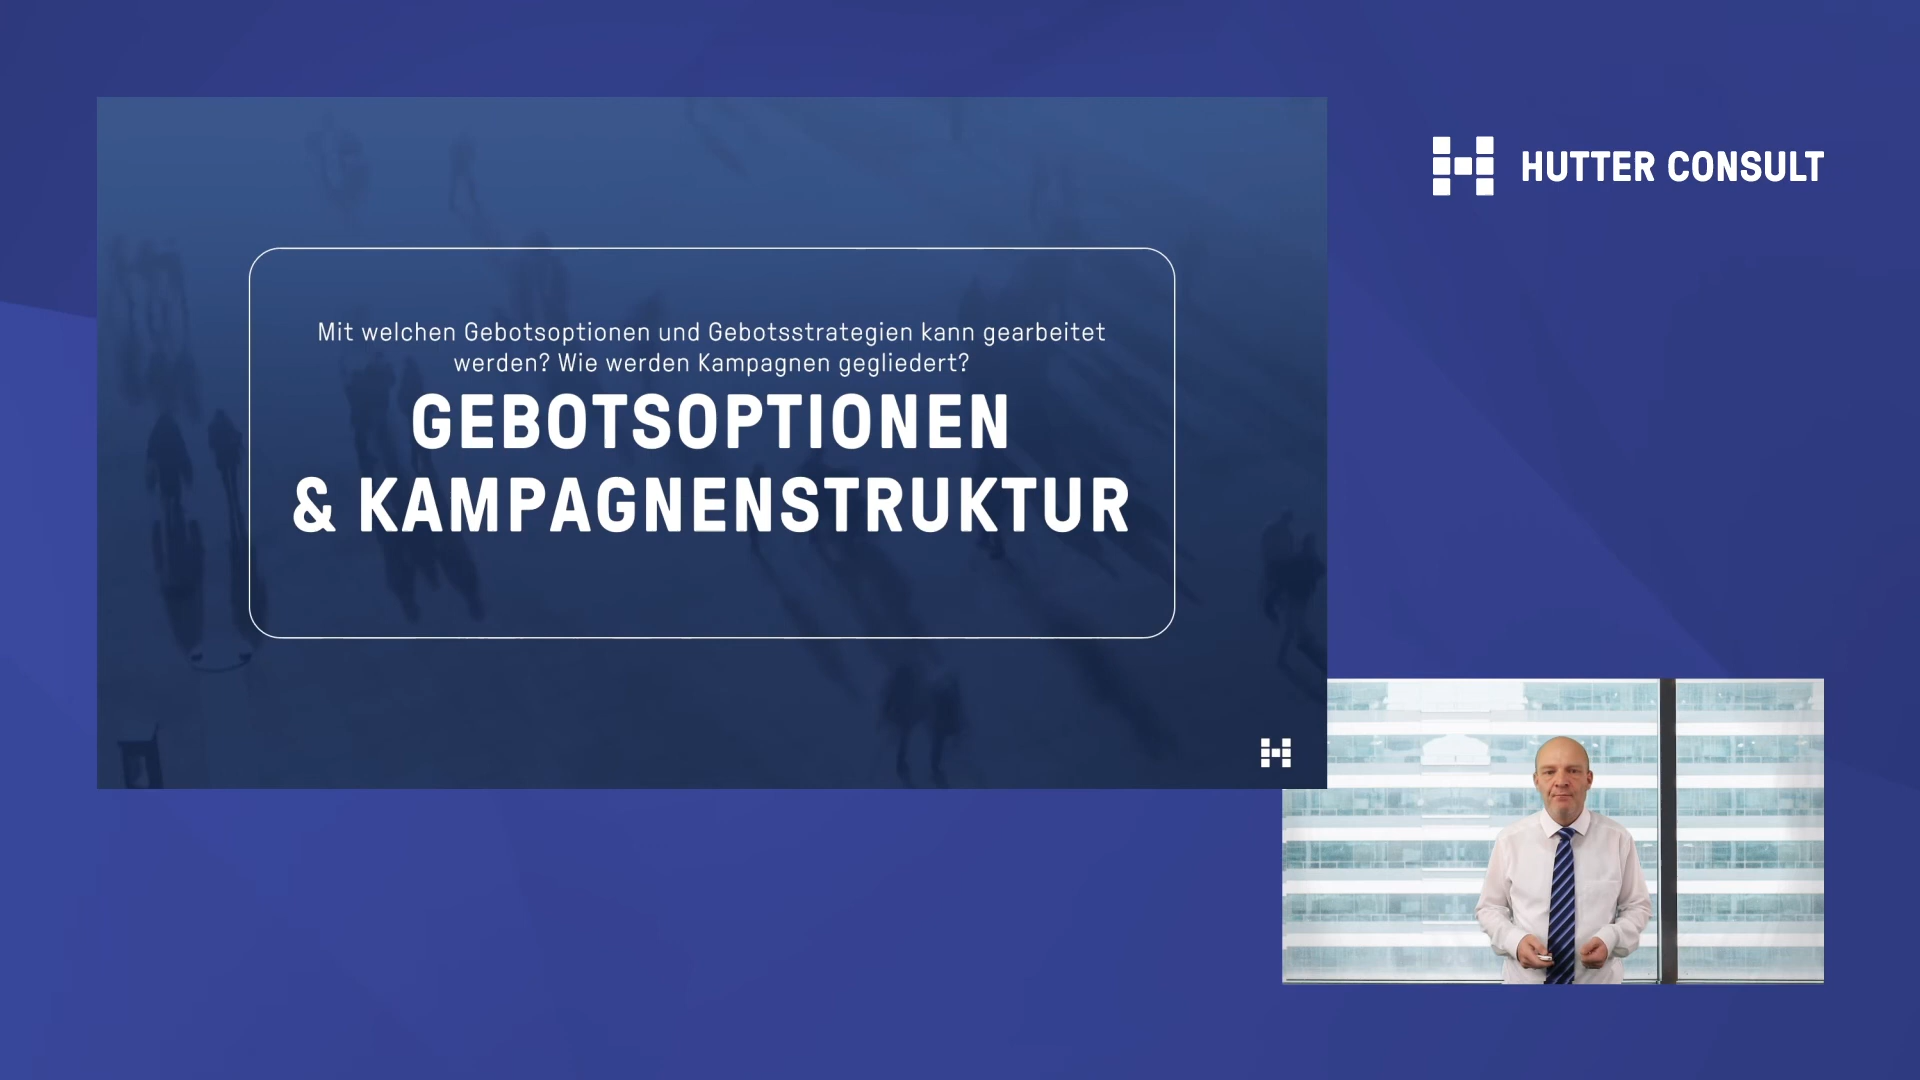 HUTTER CONSULT
Mit welchen Gebotsoptionen und Gebotsstrategien kann gearbeitet
werden? Wie werden Kampagnen gegliedert?
GEBOTSOPTIONEN
& KAMPAGNENSTRUKTUR